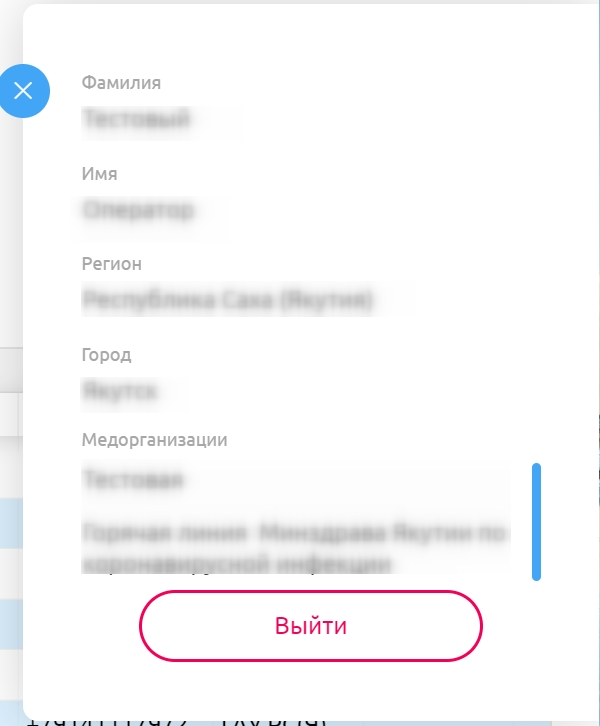 Фамилия
Тестовый
Имя
Оператор
Регион
Республика Саха (Якутия)
Город
Якутск
Медорганизации
Тестовая
Горячая линия Минздрава Якутии по
коронавирусной инфекции
Выйти